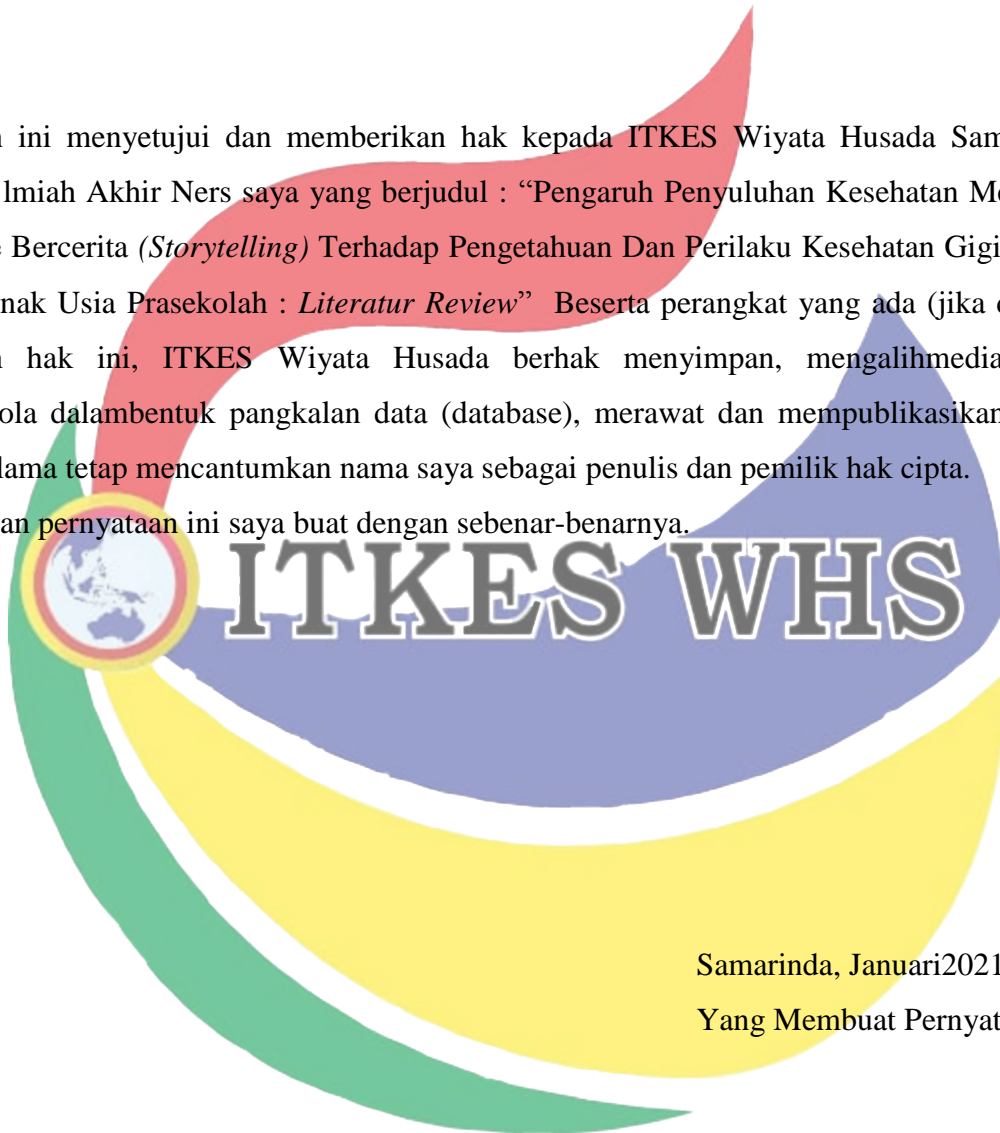 ini menyetujui dan memberikan hak kepada ITKES Wiyata Husada Sam
lmiah Akhir Ners saya yang berjudul : “Pengaruh Penyuluhan Kesehatan Me
Bercerita (Storytelling) Terhadap Pengetahuan Dan Perilaku Kesehatan Gigi
nak Usia Prasekolah : Literatur Review” Beserta perangkat yang ada (jika
hak ini, ITKES Wiyata Husada berhak menyimpan, mengalihmedia
ola dalambentuk pangkalan data (database), merawat dan mempublikasikan
lama tetap mencantumkan nama saya sebagai penulis dan pemilik hak cipta.
an pernyataan ini saya buat dengan sebenar-benarnya.
ITKES WHS
Samarinda, Januari2021
Yang Membuat Pernyat